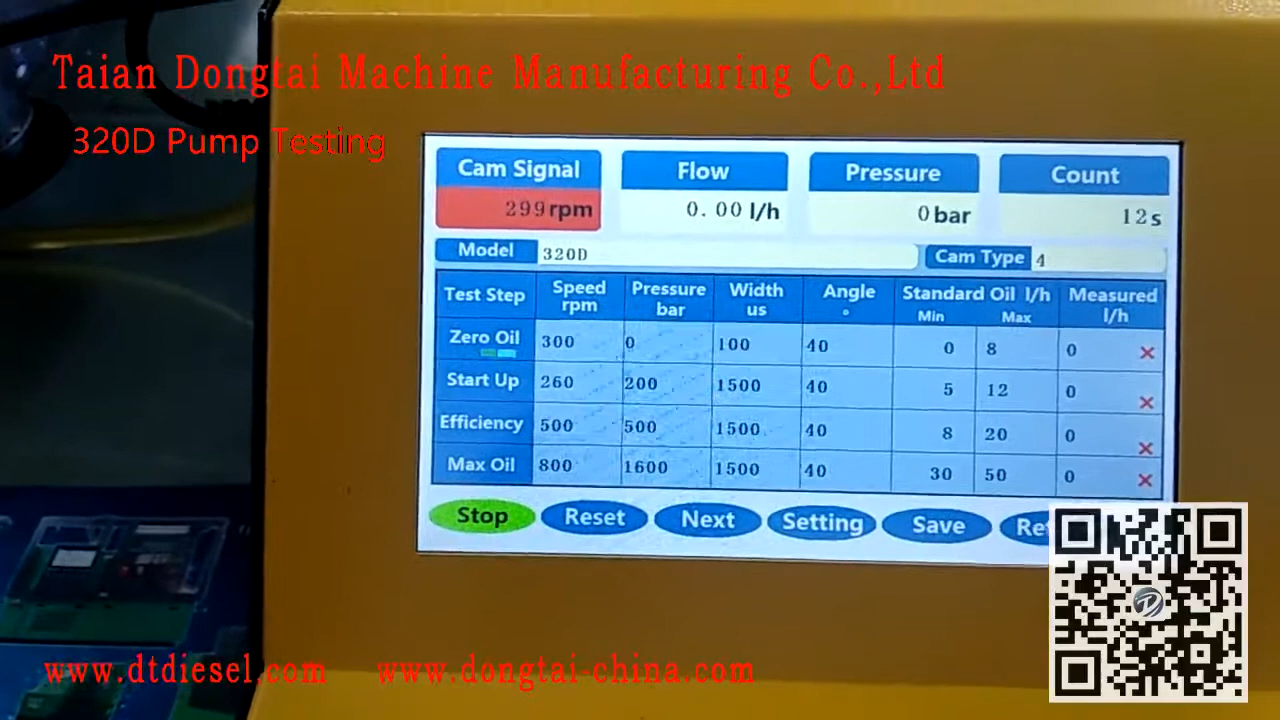 Taian Dongtai Machine Manufacturing Co.,Ltd
320D Pump Testing
Cam Signal Flow Pressure Count
299rpm 0.00 l/h 0 bar 12s
Model 320D Cam Type 4
Test Step Speed rpm Pressure bar Width us Angle ° Standard Oil l/h Min Max Measured l/h
Zero Oil 300 0 100 40 0 8 0 ×
Start Up 260 200 1500 40 5 12 0 ×
Efficiency 500 500 1500 40 8 20 0 ×
Max Oil 800 1600 1500 40 30 50 0 ×
Stop Reset Next Setting Save
www.dtdiesel.com www.dongtai-china.com